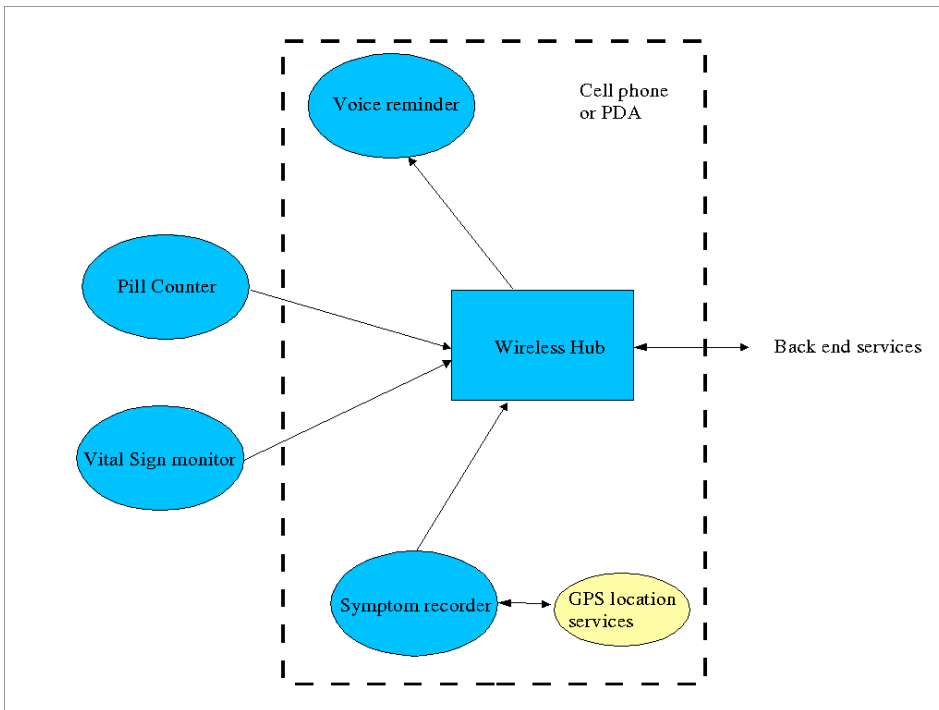 Voice reminder
Cell phone
or PDA
Pill Counter
Wireless Hub
Back end services
Vital Sign monitor
Symptom recorder
GPS location
services